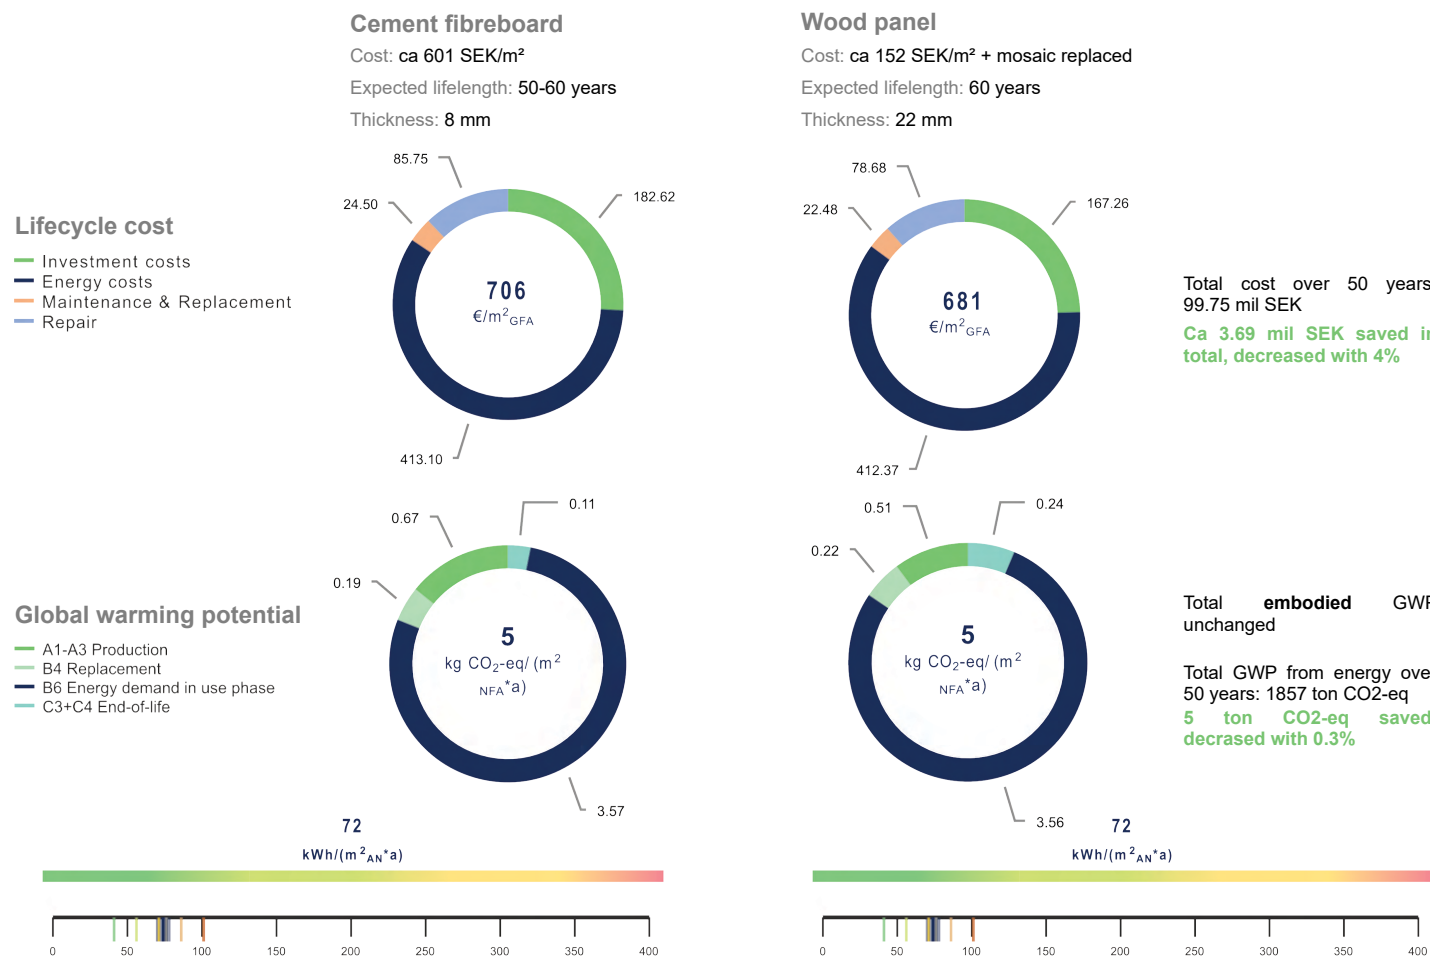 Cement fibreboard
Cost: ca 601 SEK/m²
Expected lifelength: 50-60 years
Thickness: 8 mm
Wood panel
Cost: ca 152 SEK/m² + mosaic replaced
Expected lifelength: 60 years
Thickness: 22 mm
Lifecycle cost
Investment costs
Energy costs
Maintenance & Replacement
Repair
85.75
24.50
182.62
706
€/m²GFA
413.10
78.68
22.48
167.26
681
€/m²GFA
412.37
Total cost over 50 years
99.75 mil SEK
Ca 3.69 mil SEK saved in
total, decreased with 4%
Global warming potential
A1-A3 Production
B4 Replacement
B6 Energy demand in use phase
C3+C4 End-of-life
0.67
0.11
0.19
5
kg CO₂-eq/ (m²
NFA*a)
3.57
0.51
0.24
0.22
5
kg CO₂-eq/ (m²
NFA*a)
3.56
Total embodied GWP
unchanged
Total GWP from energy over
50 years: 1857 ton CO2-eq
5 ton CO2-eq saved
decrased with 0.3%
72
kWh/(m²AN*a)
0 50 100 150 200 250 300 350 400
72
kWh/(m²AN*a)
0 50 100 150 200 250 300 350 400